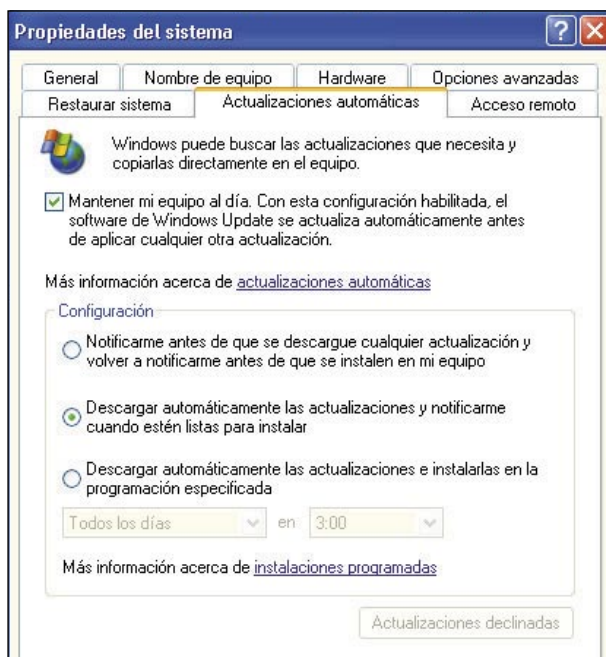 Propiedades del sistema
General
Nombre de equipo
Hardware
Opciones avanzadas
Restaurar sistema
Actualizaciones automáticas
Acceso remoto
Windows puede buscar las actualizaciones que necesita y
copiarlas directamente en el equipo.
Mantener mi equipo al día. Con esta configuración habilitada, el
software de Windows Update se actualiza automáticamente antes
de aplicar cualquier otra actualización.
Más información acerca de actualizaciones automáticas
Configuración
Notificarme antes de que se descargue cualquier actualización y
volver a notificarme antes de que se instalen en mi equipo
Descargar automáticamente las actualizaciones y notificarme
cuando estén listas para instalar
Descargar automáticamente las actualizaciones e instalarlas en la
programación especificada
Todos los días en 3:00
Más información acerca de instalaciones programadas
Actualizaciones declinadas